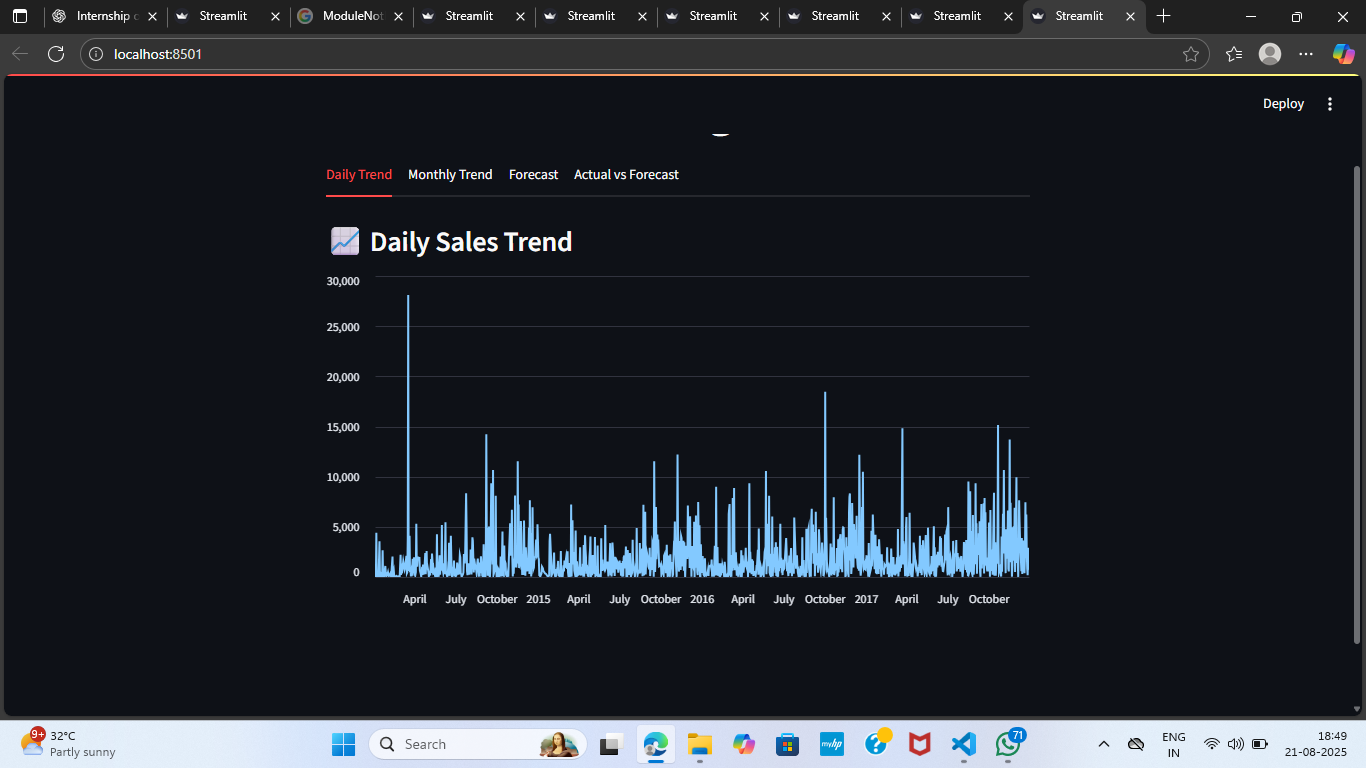 Internship c
Streamlit
ModuleNot
Streamlit
Streamlit
Streamlit
Streamlit
Streamlit
Streamlit
localhost:8501
Deploy
Daily Trend Monthly Trend Forecast Actual vs Forecast
Daily Sales Trend
30,000
25,000
20,000
15,000
10,000
5,000
0
April July October 2015 April July October 2016 April July October 2017 April July October
9+
32°C
Partly sunny
Search
myhp
71
ENG
IN
18:49
21-08-2025